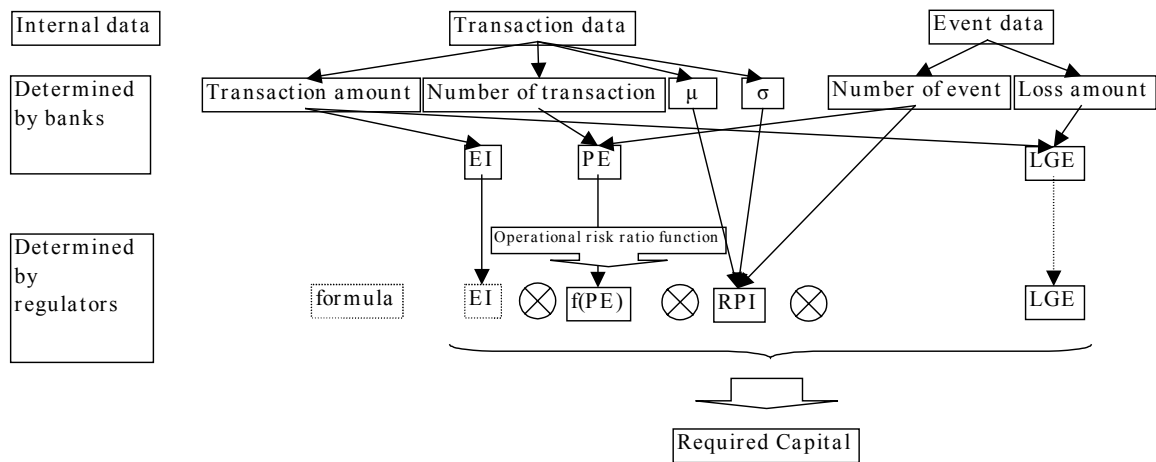 Internal data
Transaction data
Event data
Determined
by banks
Transaction amount
Number of transaction
μ
σ
Number of event
Loss amount
EI
PE
LGE
Operational risk ratio function
Determined
by
regulators
formula
EI
f(PE)
RPI
LGE
Required Capital